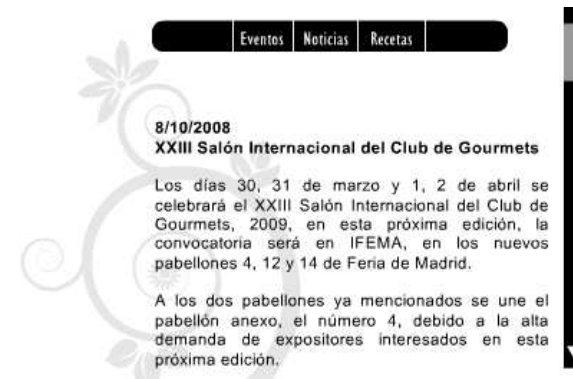 Eventos Noticias Recetas
8/10/2008
XXIII Salón Internacional del Club de Gourmets
Los días 30, 31 de marzo y 1, 2 de abril se
celebrará el XXIII Salón Internacional del Club de
Gourmets, 2009, en esta próxima edición, la
convocatoria será en IFEMA, en los nuevos
pabellones 4, 12 y 14 de Feria de Madrid.
A los dos pabellones ya mencionados se une el
pabellón anexo, el número 4, debido a la alta
demanda de expositores interesados en esta
próxima edición.